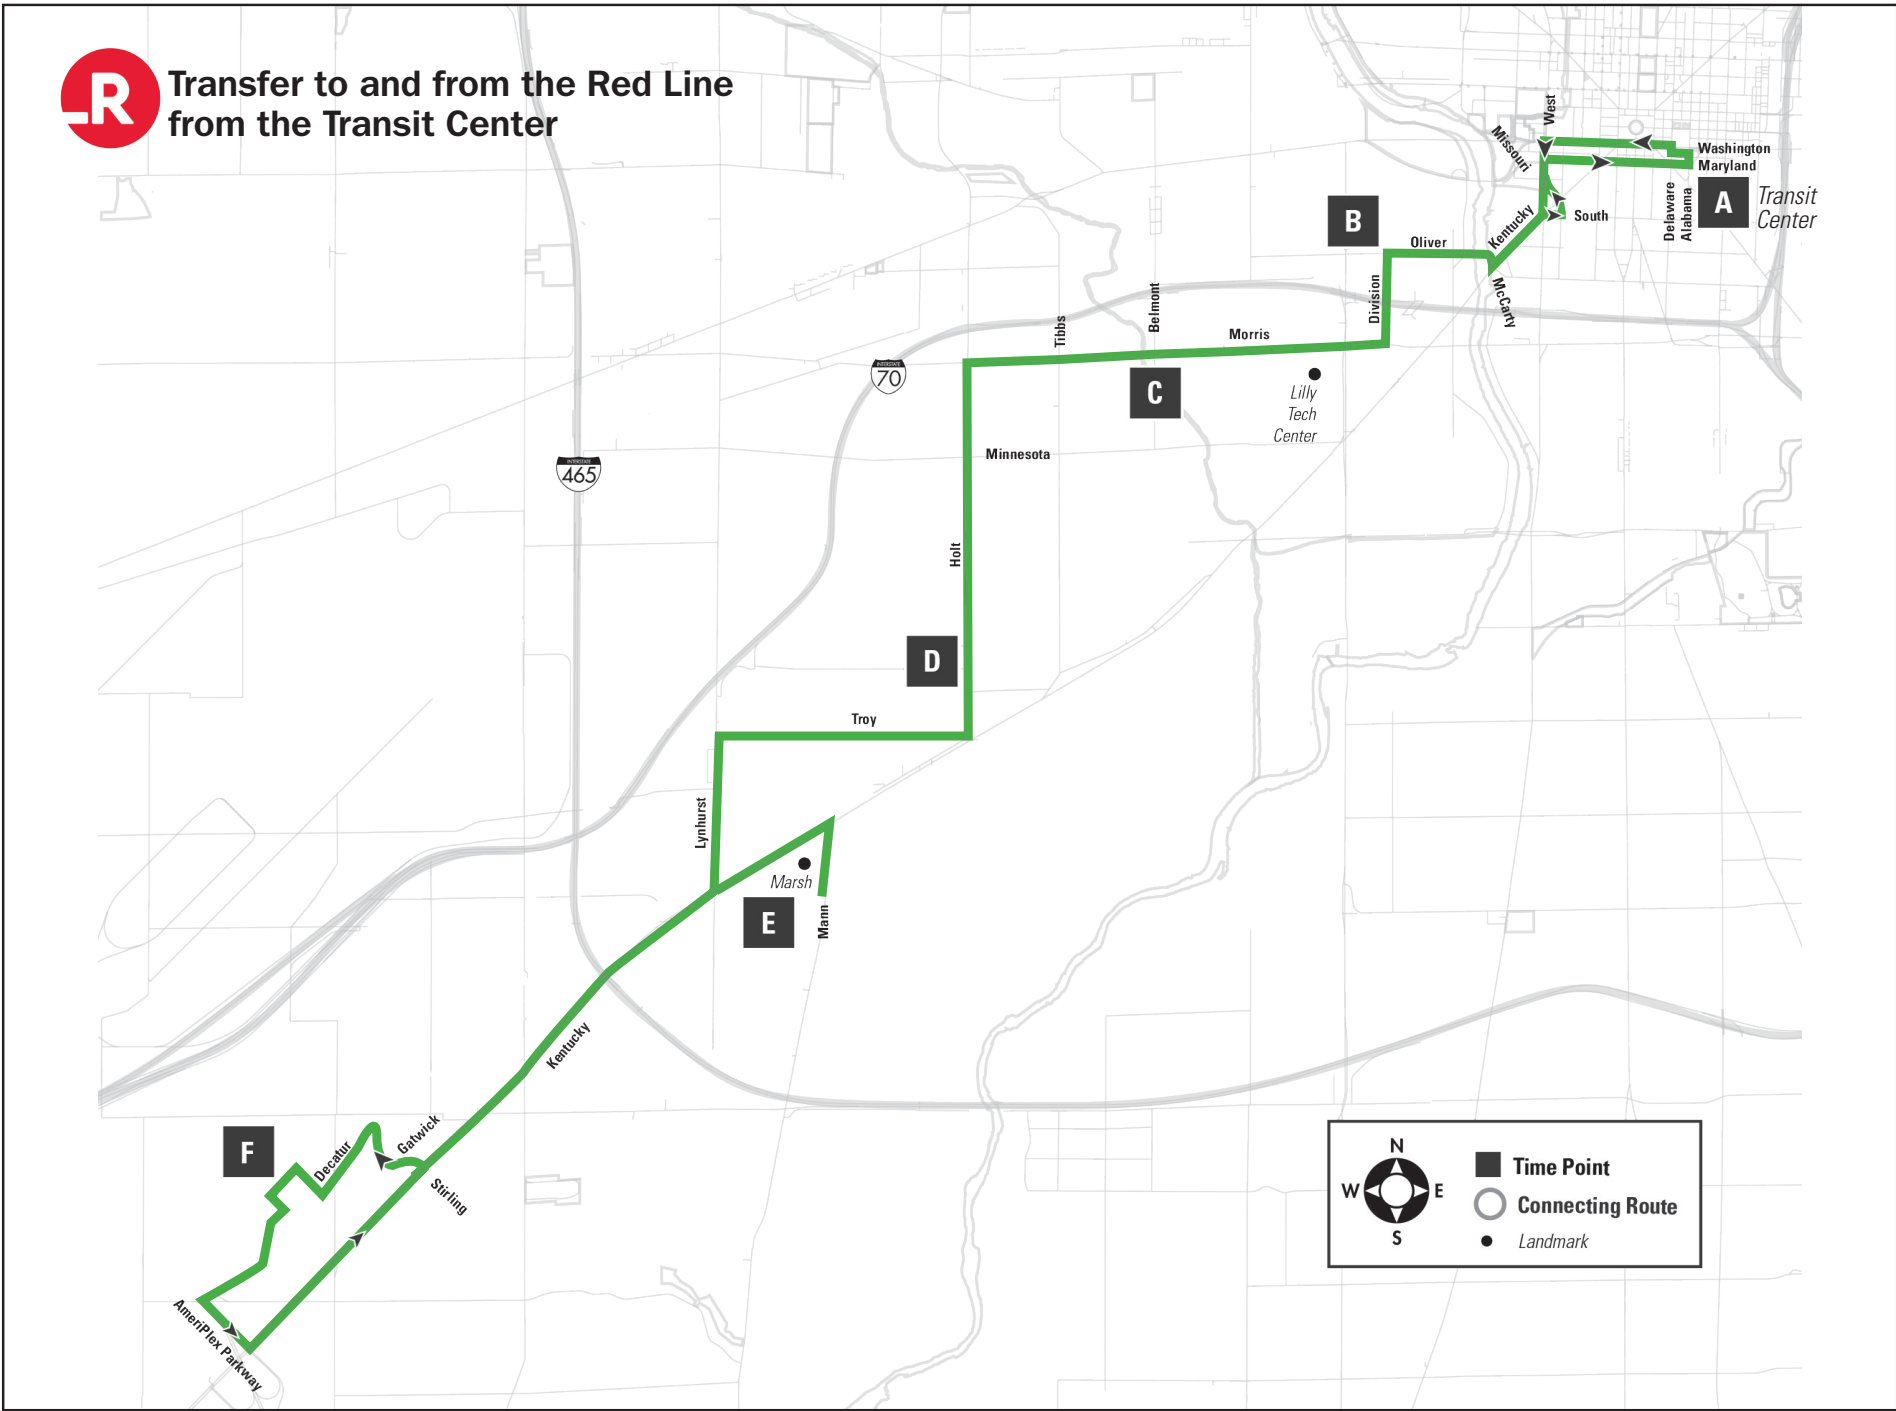 R
Transfer to and from the Red Line
from the Transit Center
West
Missouri
Washington
Maryland
Delaware
Alabama
A
Transit
Center
South
Kentucky
B
Oliver
McCarty
Division
Belmont
Tibbs
Morris
INTERSTATE
70
C
Lilly
Tech
Center
Minnesota
INTERSTATE
465
Holt
D
Troy
Lynhurst
Marsh
E
Mann
Kentucky
F
Decatur
Gatwick
Stirling
AmeriPlex Parkway
N
W
E
S
Time Point
Connecting Route
Landmark